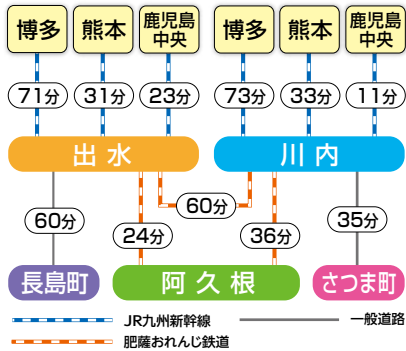 博多 熊本 鹿児島中央 博多 熊本 鹿児島中央
71分 31分 23分 73分 33分 11分
出水 川内
60分
60分 24分 36分 35分
長島町 阿久根 さつま町
JR九州新幹線 一般道路
肥薩おれんじ鉄道